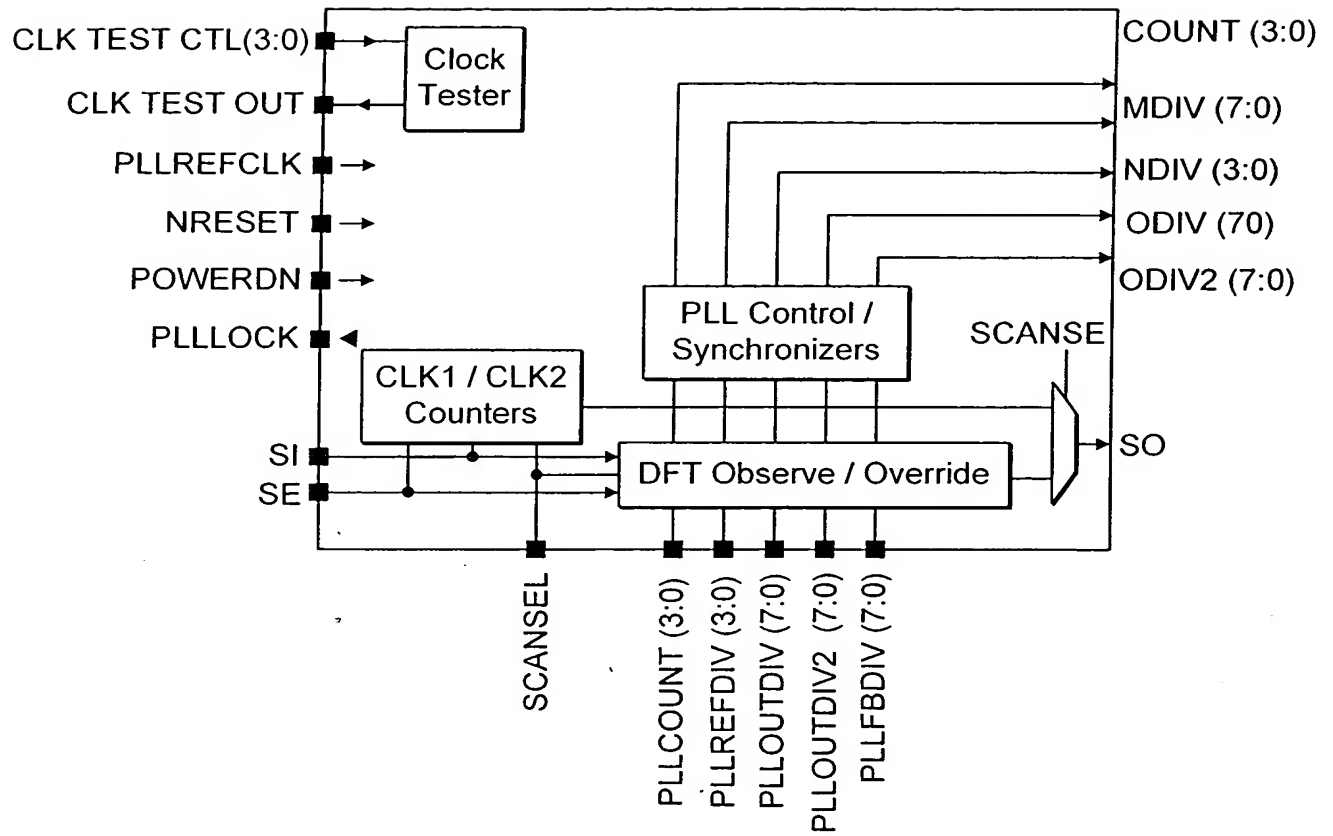 CLK TEST CTL(3:0)
CLK TEST OUT
PLLREFCLK
NRESET
POWERDN
PLLLOCK
SI
SE
Clock
Tester
CLK1 / CLK2
Counters
PLL Control /
Synchronizers
DFT Observe / Override
SCANSE
COUNT (3:0)
MDIV (7:0)
NDIV (3:0)
ODIV (70)
ODIV2 (7:0)
SO
SCANSEL
PLLCOUNT (3:0)
PLLREFDIV (3:0)
PLLOUTDIV (7:0)
PLLOUTDIV2 (7:0)
PLLFBDIV (7:0)